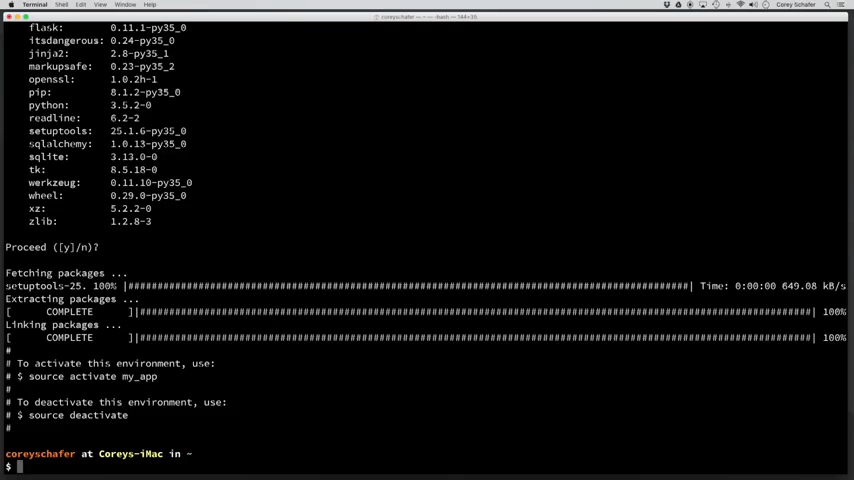 Terminal Shell Edit View Window Help Corey Schafer
coreyschafer — ~ — -bash — 144×35
flask: 0.11.1-py35_0
itsdangerous: 0.24-py35_0
jinja2: 2.8-py35_1
markupsafe: 0.23-py35_2
openssl: 1.0.2h-1
pip: 8.1.2-py35_0
python: 3.5.2-0
readline: 6.2-2
setuptools: 25.1.6-py35_0
sqlalchemy: 1.0.13-py35_0
sqlite: 3.13.0-0
tk: 8.5.18-0
werkzeug: 0.11.10-py35_0
wheel: 0.29.0-py35_0
xz: 5.2.2-0
zlib: 1.2.8-3
Proceed ([y]/n)?
Fetching packages ...
setuptools-25. 100% |################################################################################################| Time: 0:00:00 649.08 kB/s
Extracting packages ...
[ COMPLETE ]|####################################################################################################################| 100%
Linking packages ...
[ COMPLETE ]|####################################################################################################################| 100%
#
# To activate this environment, use:
# $ source activate my_app
#
# To deactivate this environment, use:
# $ source deactivate
#
coreyschafer at Coreys-iMac in ~
$